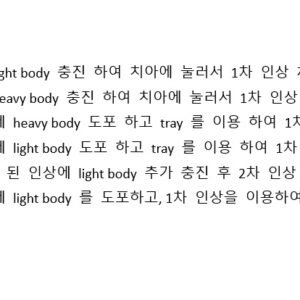 ght body 충진 하여 치아에 눌러서 1차 인상
eavy body 충진 하여 치아에 눌러서 1차 인상
heavy body 도포 하고 tray 를 이용 하여 1차
light body 도포 하고 tray 를 이용 하여 1차
된 인상에 light body 추가 충진 후 2차 인상
light body 를 도포하고, 1차 인상을 이용하여